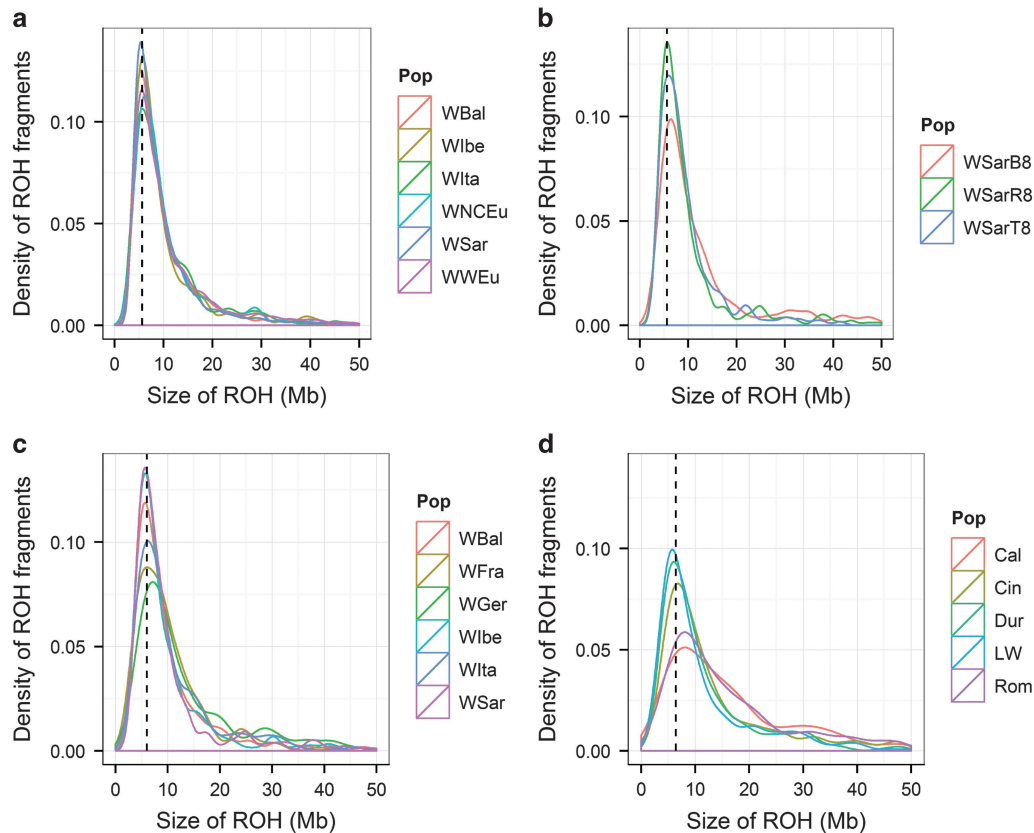 a
Density of ROH fragments
0.10
0.05
0.00
0 10 20 30 40 50
Size of ROH (Mb)
Pop
WBal
WIbe
WIta
WNCEu
WSar
WWEu
b
Density of ROH fragments
0.10
0.05
0.00
0 10 20 30 40 50
Size of ROH (Mb)
Pop
WSarB8
WSarR8
WSarT8
c
Density of ROH fragments
0.10
0.05
0.00
0 10 20 30 40 50
Size of ROH (Mb)
Pop
WBal
WFra
WGer
WIbe
WIta
WSar
d
Density of ROH fragments
0.10
0.05
0.00
0 10 20 30 40 50
Size of ROH (Mb)
Pop
Cal
Cin
Dur
LW
Rom